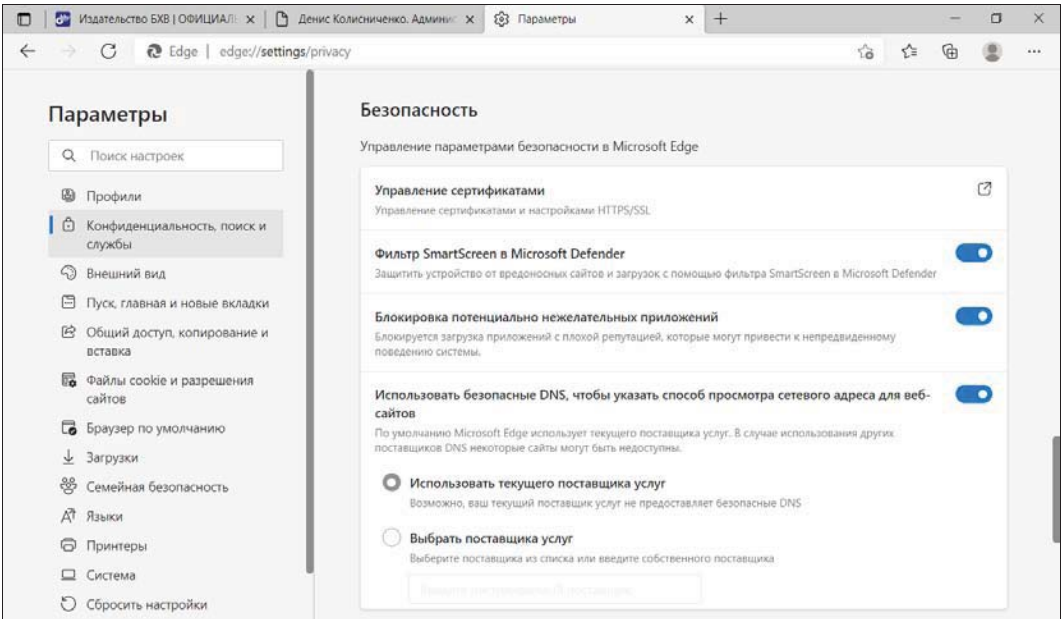 Издательство БХВ | ОФИЦИАЛ
Денис Колисниченко. Админис
Параметры
Edge | edge://settings/privacy
Параметры
Поиск настроек
Профили
Конфиденциальность, поиск и
службы
Внешний вид
Пуск, главная и новые вкладки
Общий доступ, копирование и
вставка
Файлы cookie и разрешения
сайтов
Браузер по умолчанию
Загрузки
Семейная безопасность
Языки
Принтеры
Система
Сбросить настройки
Безопасность
Управление параметрами безопасности в Microsoft Edge
Управление сертификатами
Управление сертификатами и настройками HTTPS/SSL
Фильтр SmartScreen в Microsoft Defender
Защитить устройство от вредоносных сайтов и загрузок с помощью фильтра SmartScreen в Microsoft Defender
Блокировка потенциально нежелательных приложений
Блокируется загрузка приложений с плохой репутацией, которые могут привести к непредвиденному
поведению системы.
Использовать безопасные DNS, чтобы указать способ просмотра сетевого адреса для веб-
сайтов
По умолчанию Microsoft Edge использует текущего поставщика услуг. В случае использования других
поставщиков DNS некоторые сайты могут быть недоступны.
Использовать текущего поставщика услуг
Возможно, ваш текущий поставщик услуг не предоставляет безопасные DNS
Выбрать поставщика услуг
Выберите поставщика из списка или введите собственного поставщика